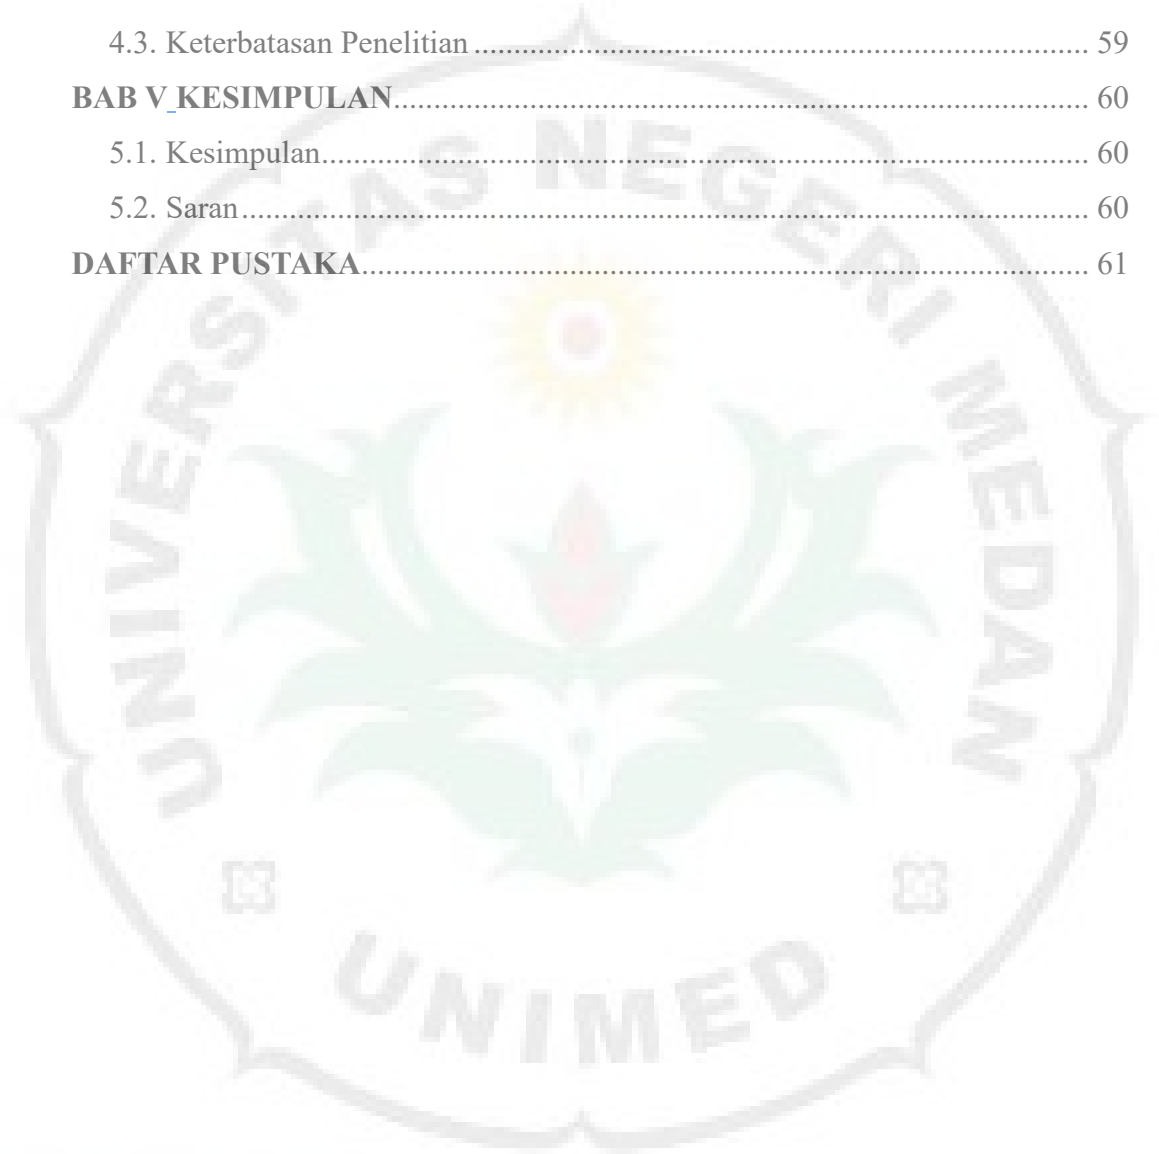 4.3. Keterbatasan Penelitian ........................................................................ 59
BAB V KESIMPULAN........................................................................ 60
5.1. Kesimpulan........................................................................ 60
5.2. Saran........................................................................ 60
DAFTAR PUSTAKA........................................................................ 61
UNIVERSITAS NEGERI MEDAN
UNIMED